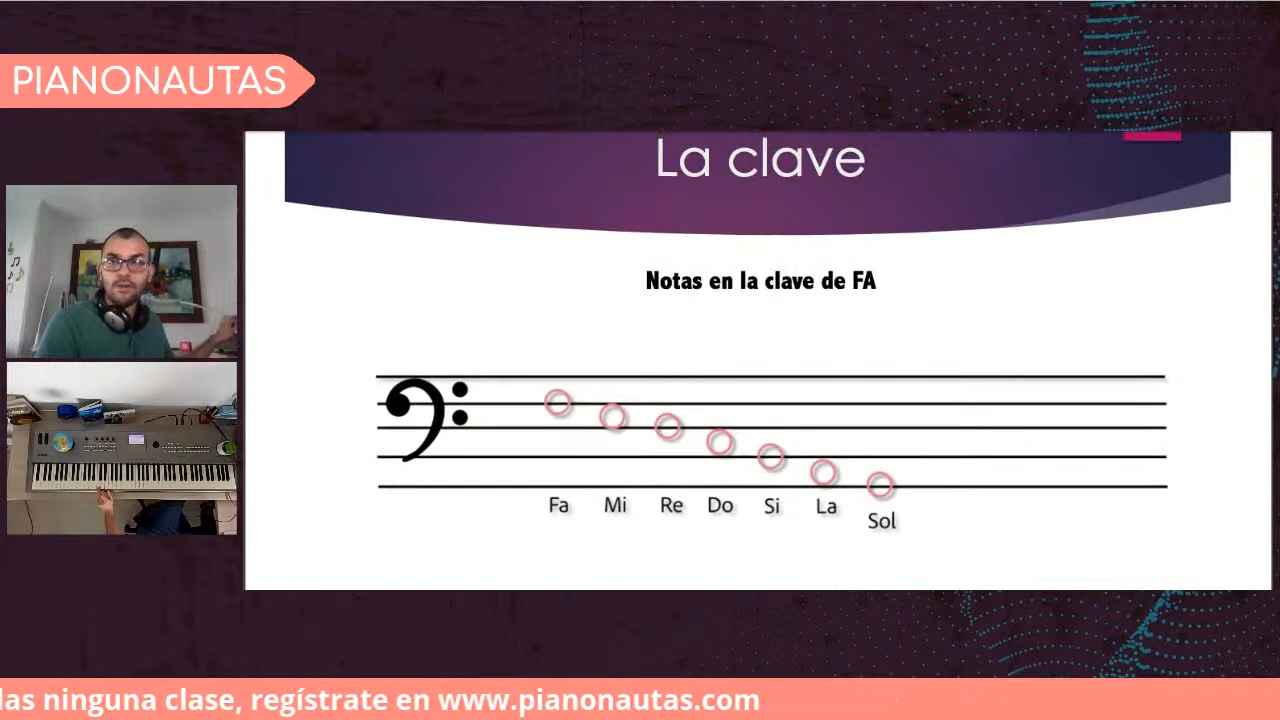 PIANONAUTAS
La clave
Notas en la clave de FA
Fa Mi Re Do Si La Sol
las ninguna clase, regístrate en www.pianonautas.com